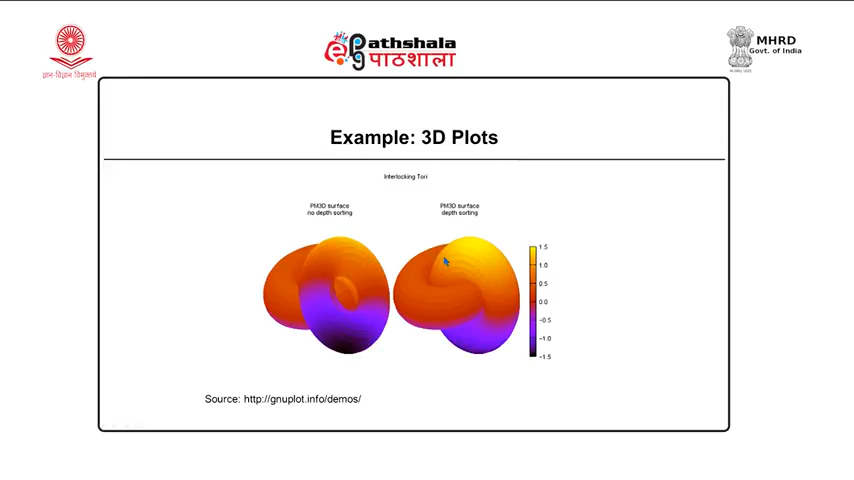 ePgathshala
पाठशाला
MHRD
Govt. of India
ज्ञान-विज्ञान विमुक्तये
Example: 3D Plots
Interlocking Tori
PM3D surface
no depth sorting
PM3D surface
depth sorting
1.5
1.0
0.5
0.0
-0.5
-1.0
-1.5
Source: http://gnuplot.info/demos/